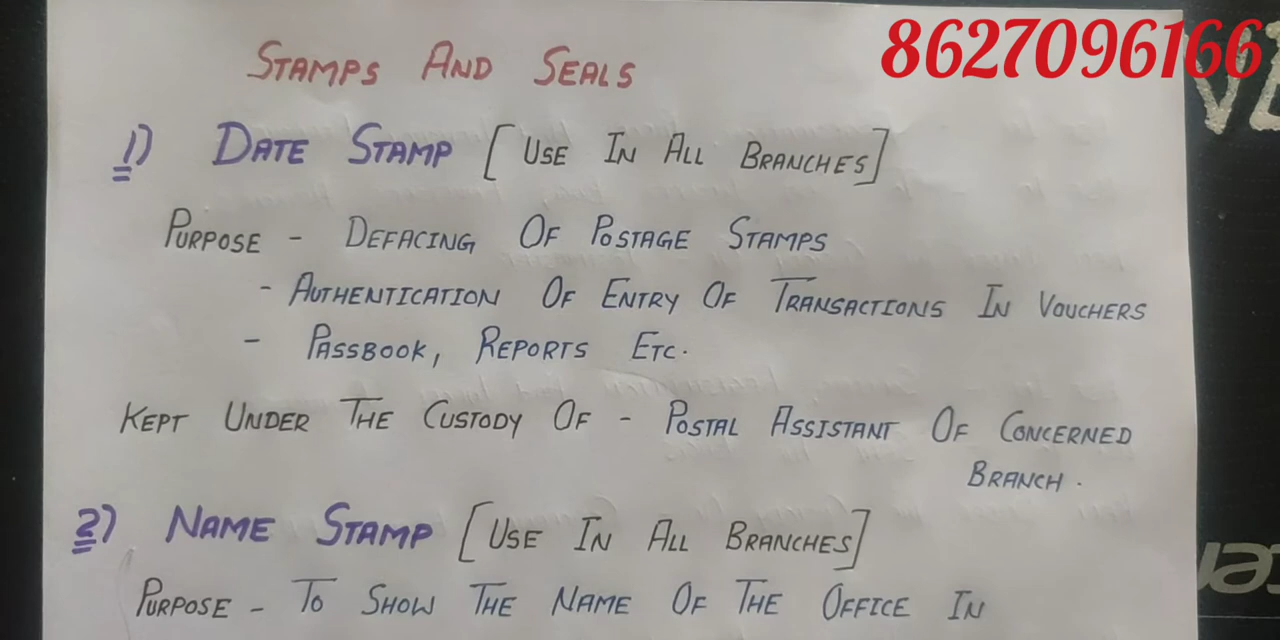 8627096166
STAMPS AND SEALS
1) DATE STAMP [USE IN ALL BRANCHES]
PURPOSE - DEFACING OF POSTAGE STAMPS
- AUTHENTICATION OF ENTRY OF TRANSACTIONS IN VOUCHERS
- PASSBOOK, REPORTS ETC.
KEPT UNDER THE CUSTODY OF - POSTAL ASSISTANT OF CONCERNED
BRANCH.
2) NAME STAMP [USE IN ALL BRANCHES]
PURPOSE - TO SHOW THE NAME OF THE OFFICE IN